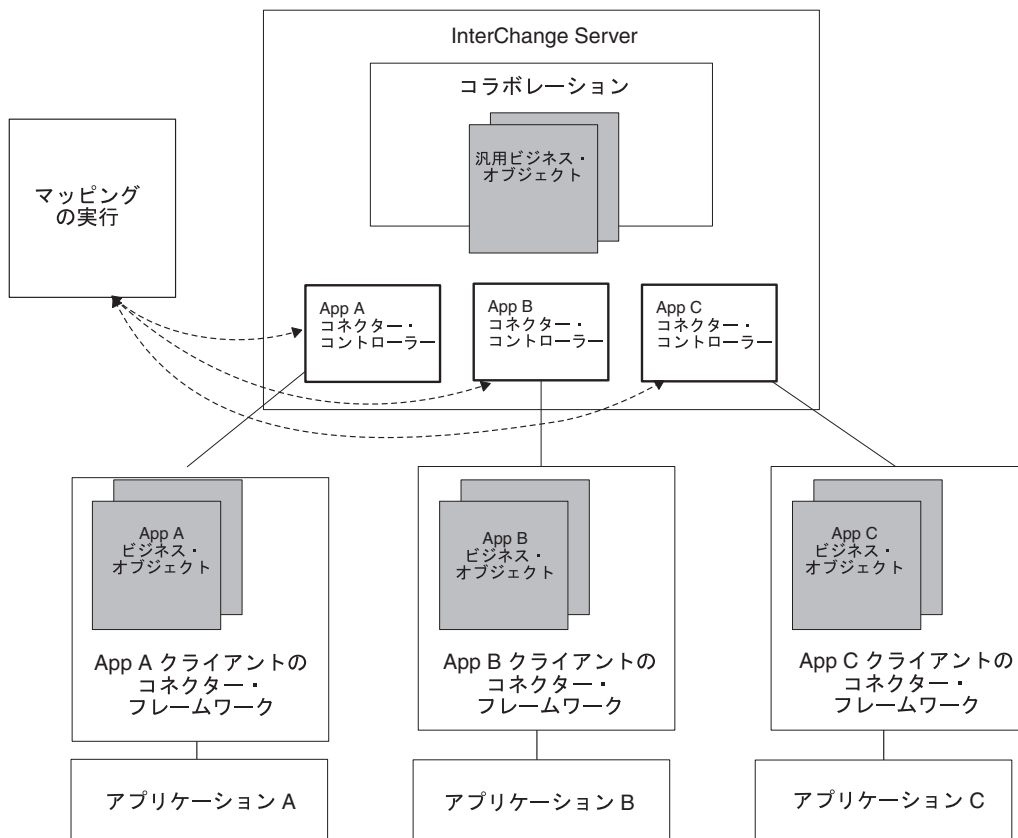 InterChange Server
コラボレーション
汎用ビジネス・
オブジェクト
マッピング
の実行
App A
コネクター・
コントローラー
App B
コネクター・
コントローラー
App C
コネクター・
コントローラー
App A
ビジネス・
オブジェクト
App B
ビジネス・
オブジェクト
App C
ビジネス・
オブジェクト
App A クライアントの
コネクター・
フレームワーク
App B クライアントの
コネクター・
フレームワーク
App C クライアントの
コネクター・
フレームワーク
アプリケーション A
アプリケーション B
アプリケーション C